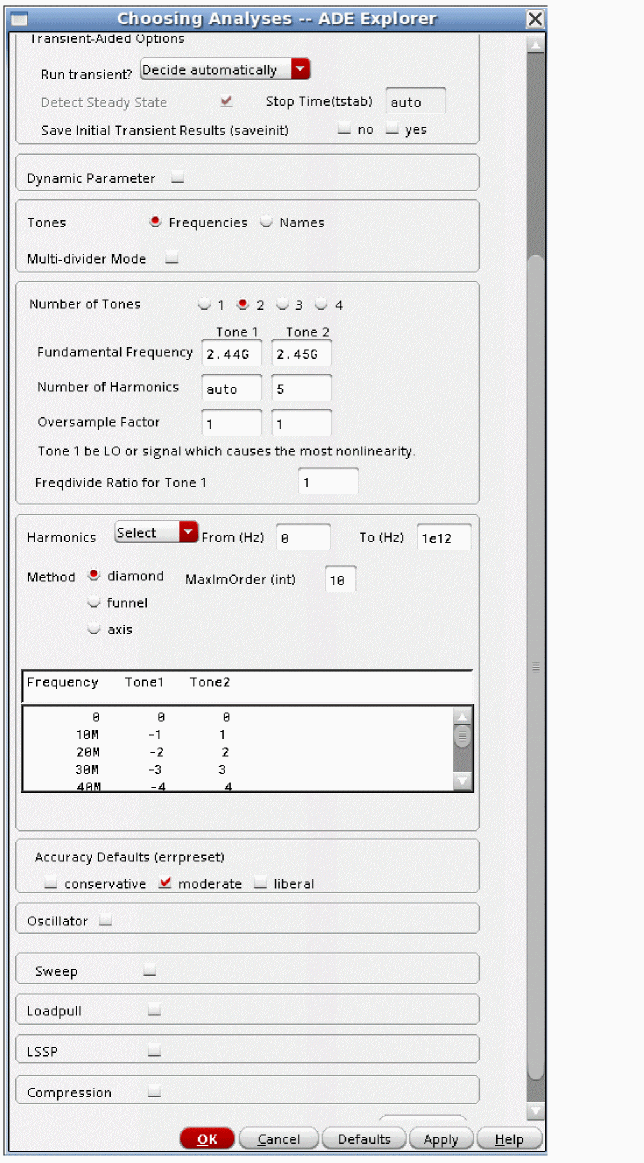 Choosing Analyses -- ADE Explorer
Transient-Aided Options
Run transient? Decide automatically
Detect Steady State Stop Time(tstab) auto
Save Initial Transient Results (saveinit) no yes
Dynamic Parameter
Tones Frequencies Names
Multi-divider Mode
Number of Tones 1 2 3 4
Tone 1 Tone 2
Fundamental Frequency 2.44G 2.45G
Number of Harmonics auto 5
Oversample Factor 1 1
Tone 1 be LO or signal which causes the most nonlinearity.
Freqdivide Ratio for Tone 1 1
Harmonics Select From (Hz) 0 To (Hz) 1e12
Method diamond MaxImOrder (int) 10
funnel
axis
Frequency Tone1 Tone2
0 0 0
10M -1 1
20M -2 2
30M -3 3
40M -4 4
Accuracy Defaults (errpreset)
conservative moderate liberal
Oscillator
Sweep
Loadpull
LSSP
Compression
OK Cancel Defaults Apply Help